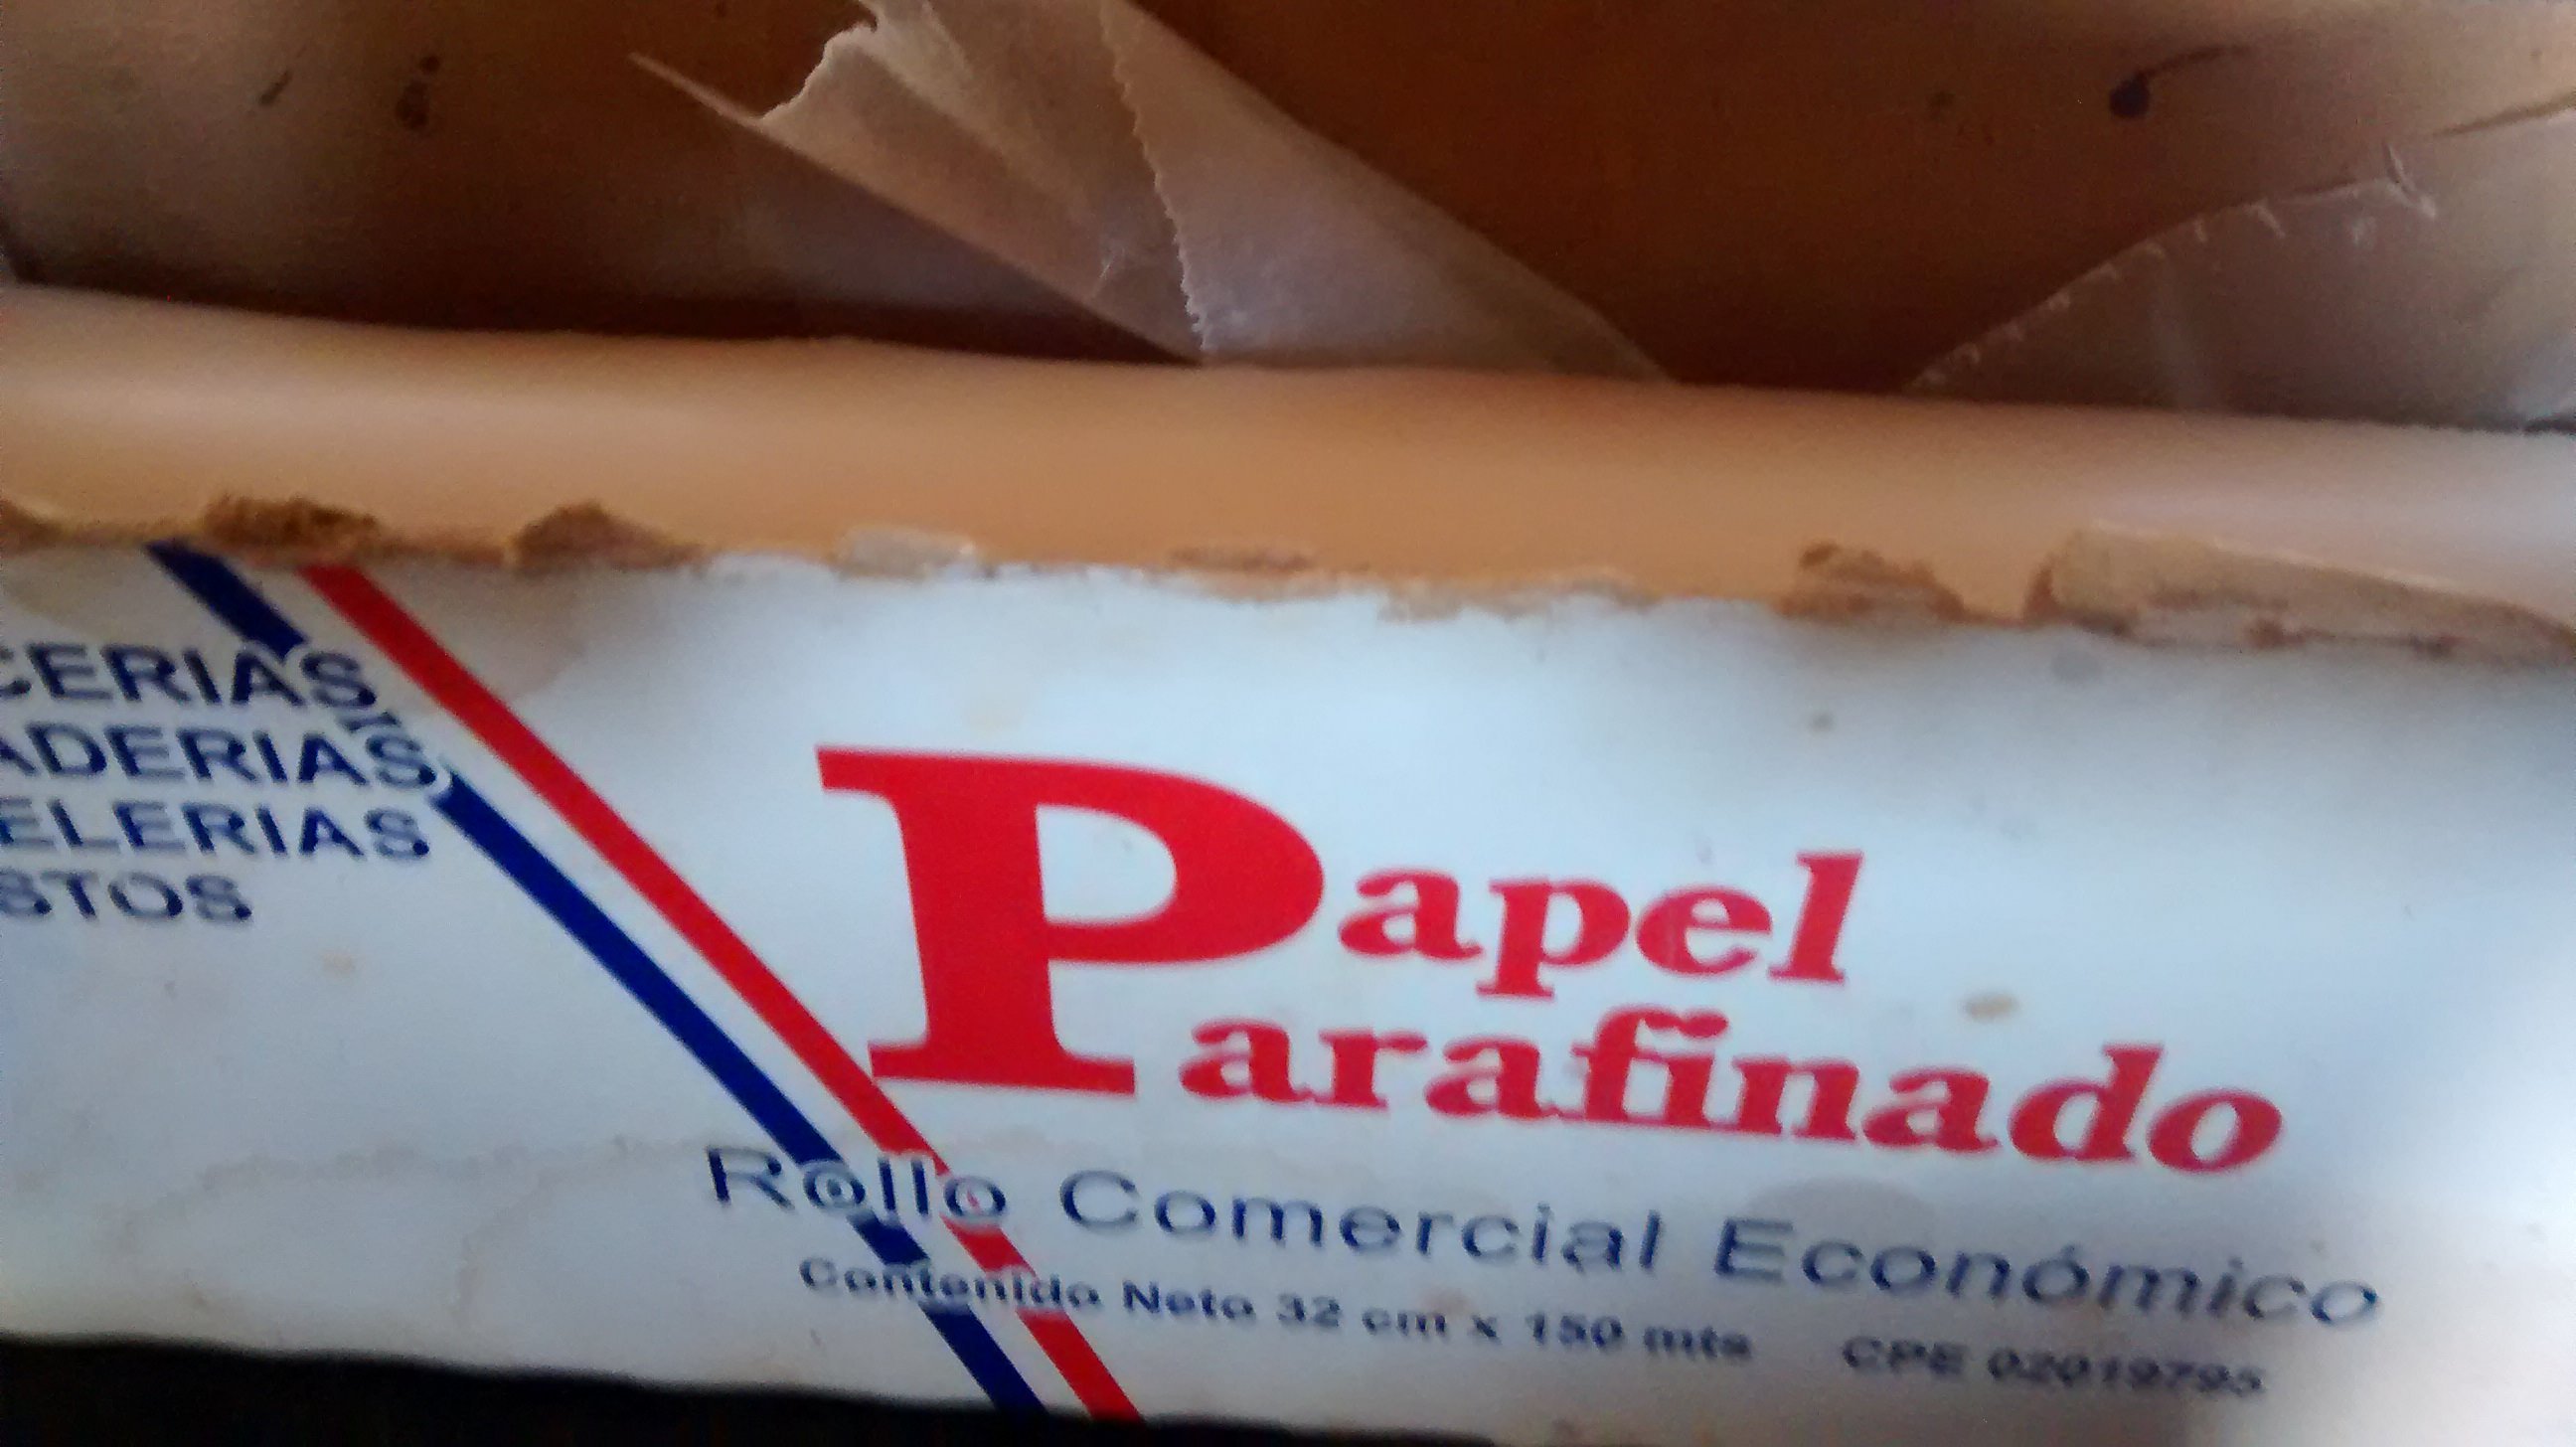 CERIAS
ADERIAS
ELERIAS
STOS
Papel
Parafinado
Rollo Comercial Económico
Contenido Neto 32 cm x 150 mts CPE 02019795